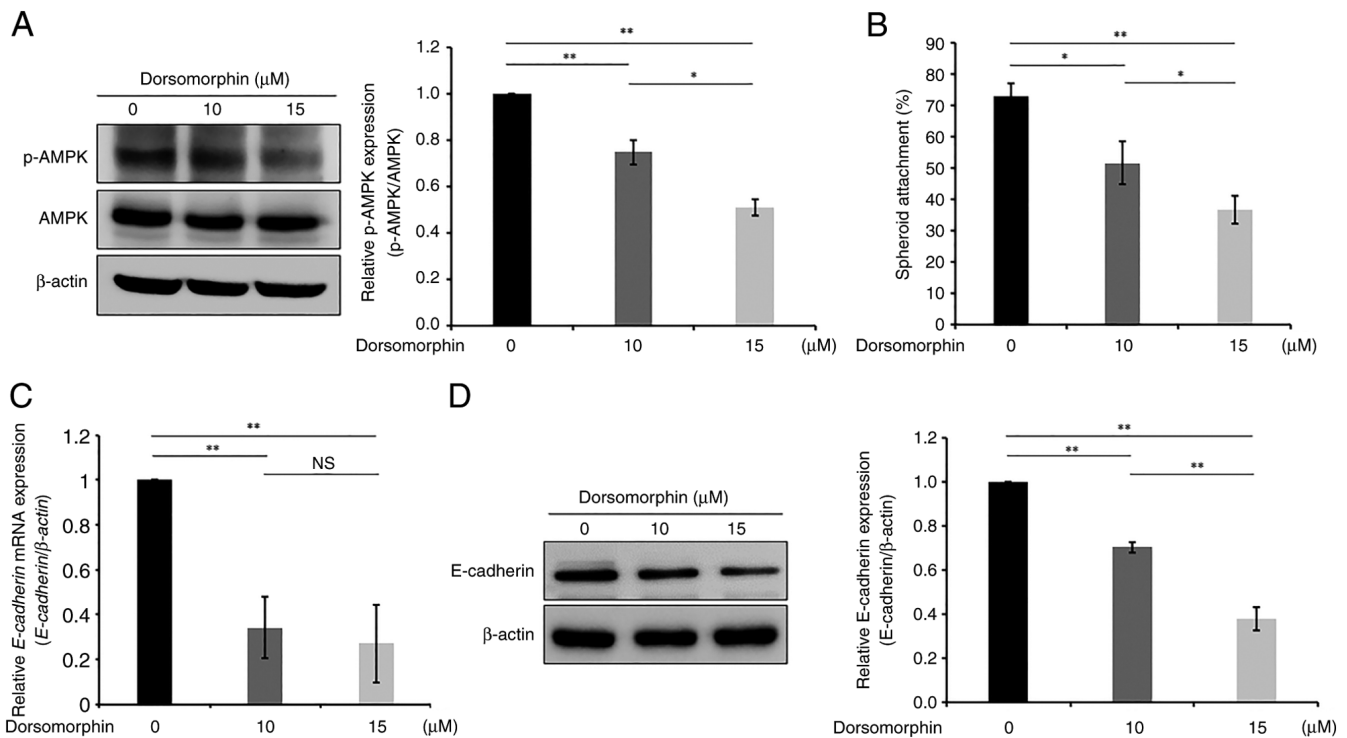 A
Dorsomorphin (μM)
0 10 15
p-AMPK
AMPK
β-actin
Relative p-AMPK expression
(p-AMPK/AMPK)
1.2
1.0
0.8
0.6
0.4
0.2
0.0
**
**
*
Dorsomorphin 0 10 15 (μM)
B
Spheroid attachment (%)
90
80
70
60
50
40
30
20
10
0
**
*
*
Dorsomorphin 0 10 15 (μM)
C
Relative E-cadherin mRNA expression
(E-cadherin/β-actin)
1.2
1
0.8
0.6
0.4
0.2
0
**
**
NS
Dorsomorphin 0 10 15 (μM)
D
Dorsomorphin (μM)
0 10 15
E-cadherin
β-actin
Relative E-cadherin expression
(E-cadherin/β-actin)
1.2
1.0
0.8
0.6
0.4
0.2
0.0
**
**
**
Dorsomorphin 0 10 15 (μM)